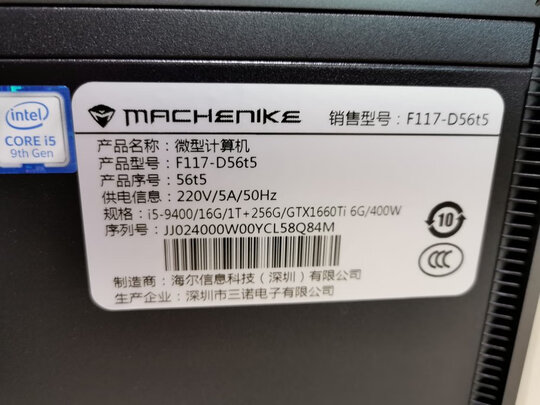 intel
CORE i5
9th Gen
MACHENIKE 销售型号：F117-D56t5
产品名称：微型计算机
产品型号：F117-D56t5
产品序号：56t5
供电信息：220V/5A/50Hz
规格：i5-9400/16G/1T+256G/GTX1660Ti 6G/400W
序列号：JJ024000W00YCL58Q84M
10
CCC
制造商：海尔信息科技（深圳）有限公司
生产企业：深圳市三诺电子有限公司